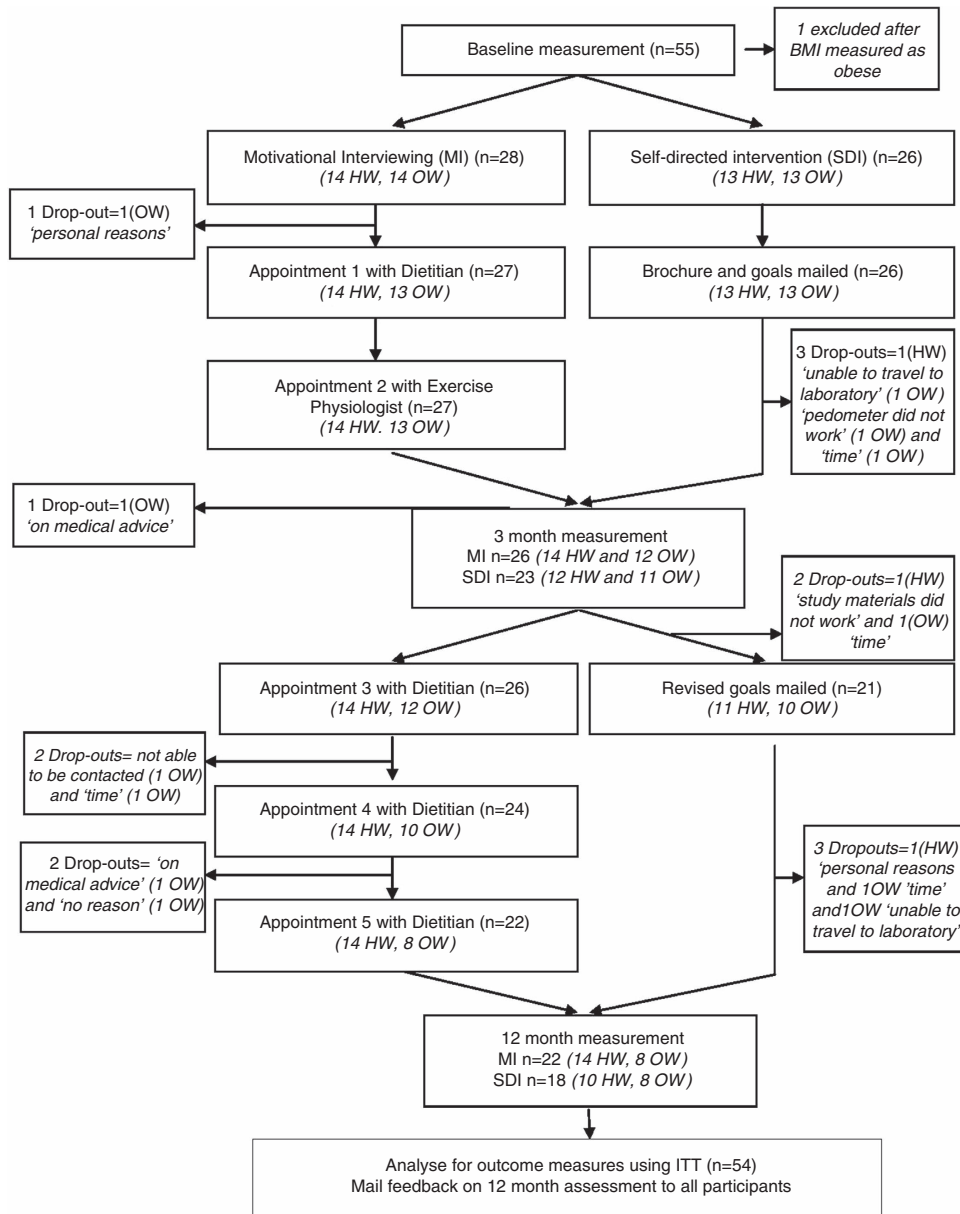 Baseline measurement (n=55)
1 excluded after
BMI measured as
obese
Motivational Interviewing (MI) (n=28)
(14 HW, 14 OW)
Self-directed intervention (SDI) (n=26)
(13 HW, 13 OW)
1 Drop-out=1(OW)
‘personal reasons’
Appointment 1 with Dietitian (n=27)
(14 HW, 13 OW)
Brochure and goals mailed (n=26)
(13 HW, 13 OW)
Appointment 2 with Exercise
Physiologist (n=27)
(14 HW. 13 OW)
3 Drop-outs=1(HW)
‘unable to travel to
laboratory’ (1 OW)
‘pedometer did not
work’ (1 OW) and
‘time’ (1 OW)
1 Drop-out=1(OW)
‘on medical advice’
3 month measurement
MI n=26 (14 HW and 12 OW)
SDI n=23 (12 HW and 11 OW)
2 Drop-outs=1(HW)
‘study materials did
not work’ and 1(OW)
‘time’
Appointment 3 with Dietitian (n=26)
(14 HW, 12 OW)
Revised goals mailed (n=21)
(11 HW, 10 OW)
2 Drop-outs= not able
to be contacted (1 OW)
and ‘time’ (1 OW)
Appointment 4 with Dietitian (n=24)
(14 HW, 10 OW)
2 Drop-outs= ‘on
medical advice’ (1 OW)
and ‘no reason’ (1 OW)
3 Dropouts=1(HW)
‘personal reasons
and 1OW ’time’
and1OW ‘unable to
travel to laboratory’
Appointment 5 with Dietitian (n=22)
(14 HW, 8 OW)
12 month measurement
MI n=22 (14 HW, 8 OW)
SDI n=18 (10 HW, 8 OW)
Analyse for outcome measures using ITT (n=54)
Mail feedback on 12 month assessment to all participants